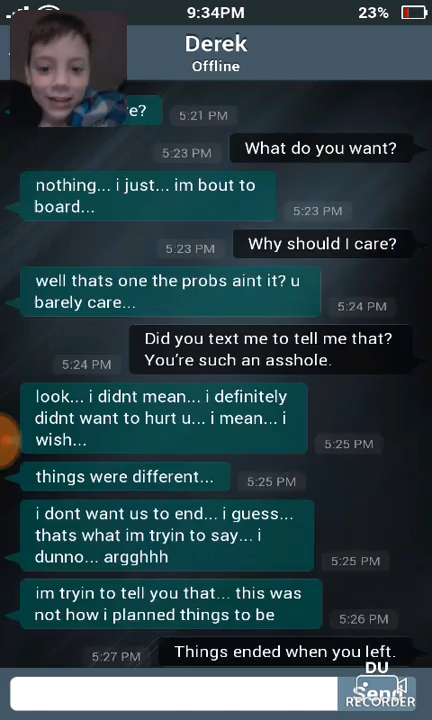 9:34PM
23%
Derek
Offline
e?
5:21 PM
What do you want?
5:23 PM
nothing... i just... im bout to
board...
5:23 PM
Why should I care?
5:23 PM
well thats one the probs aint it? u
barely care...
5:24 PM
Did you text me to tell me that?
You're such an asshole.
5:24 PM
look... i didnt mean... i definitely
didnt want to hurt u... i mean... i
wish...
5:25 PM
things were different...
5:25 PM
i dont want us to end... i guess...
thats what im tryin to say... i
dunno... argghhh
5:25 PM
im tryin to tell you that... this was
not how i planned things to be
5:26 PM
Things ended when you left.
5:27 PM
Send
DU
RECORDER